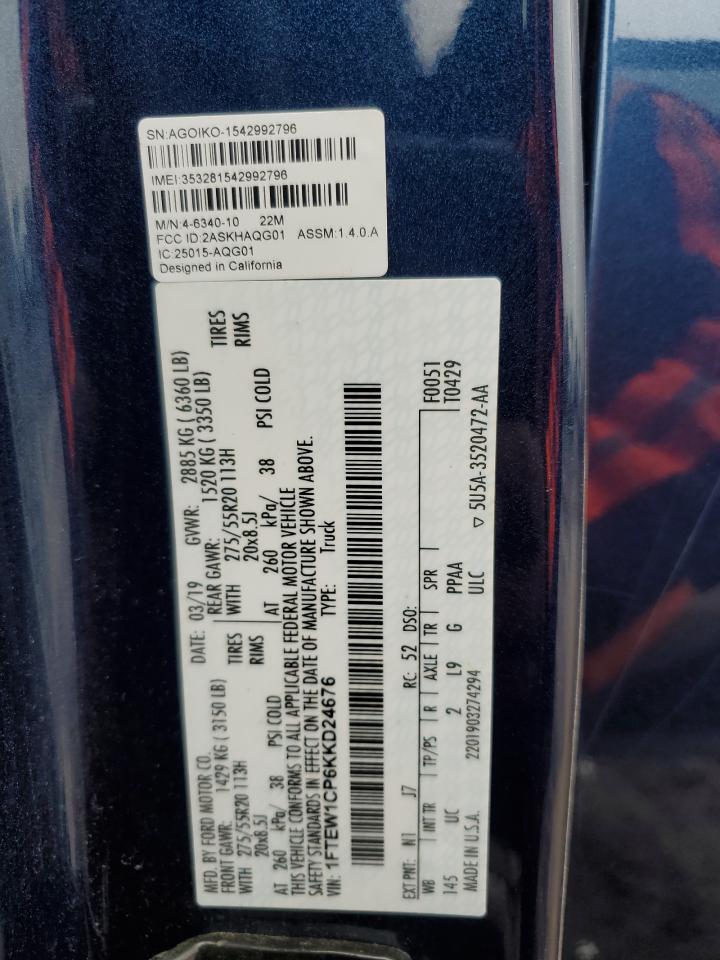 SN:AGOIKO-1542992796
IMEI:353281542992796
M/N:4-6340-10 22M
FCC ID:2ASKHAQG01 ASSM:1.4.0.A
IC:25015-AQG01
Designed in California
MFD. BY FORD MOTOR CO.
DATE: 03/19 GVWR: 2885 KG ( 6360 LB)
FRONT GAWR: 1429 KG ( 3150 LB) REAR GAWR: 1520 KG ( 3350 LB)
WITH 275/55R20 113H TIRES WITH 275/55R20 113H TIRES
20x8.5J RIMS 20x8.5J RIMS
AT 260 kPa/ 38 PSI COLD AT 260 kPa/ 38 PSI COLD
THIS VEHICLE CONFORMS TO ALL APPLICABLE FEDERAL MOTOR VEHICLE
SAFETY STANDARDS IN EFFECT ON THE DATE OF MANUFACTURE SHOWN ABOVE.
VIN: 1FTEW1CP6KKD24676 TYPE: Truck
EXT PNT: N1 J7 RC: 52 DSO: F0051
WB INT TR TP/PS R AXLE TR SPR T0429
145 UC 2 L9 G PPAA
MADE IN U.S.A. 2201903274294 ULC ▽ 5U5A-3520472-AA